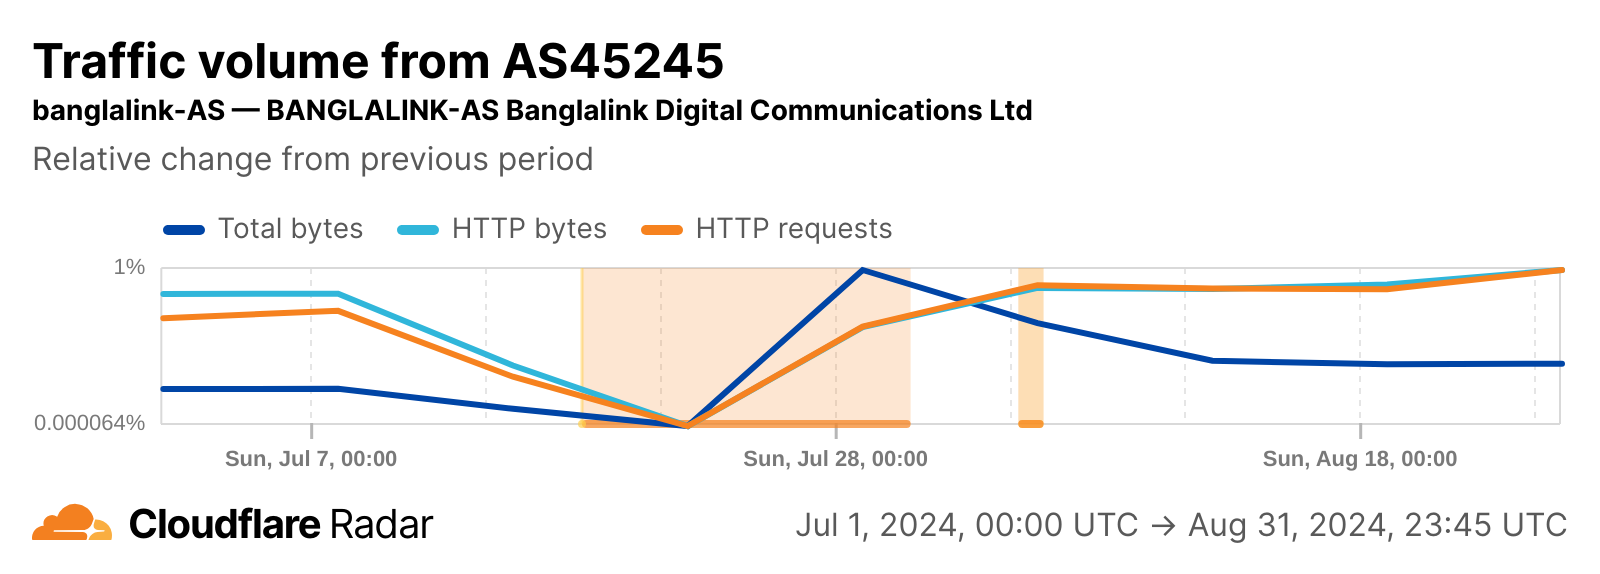 Traffic volume from AS45245
banglalink-AS — BANGLALINK-AS Banglalink Digital Communications Ltd
Relative change from previous period
Total bytes HTTP bytes HTTP requests
1%
0.000064%
Sun, Jul 7, 00:00 Sun, Jul 28, 00:00 Sun, Aug 18, 00:00
Cloudflare Radar Jul 1, 2024, 00:00 UTC → Aug 31, 2024, 23:45 UTC